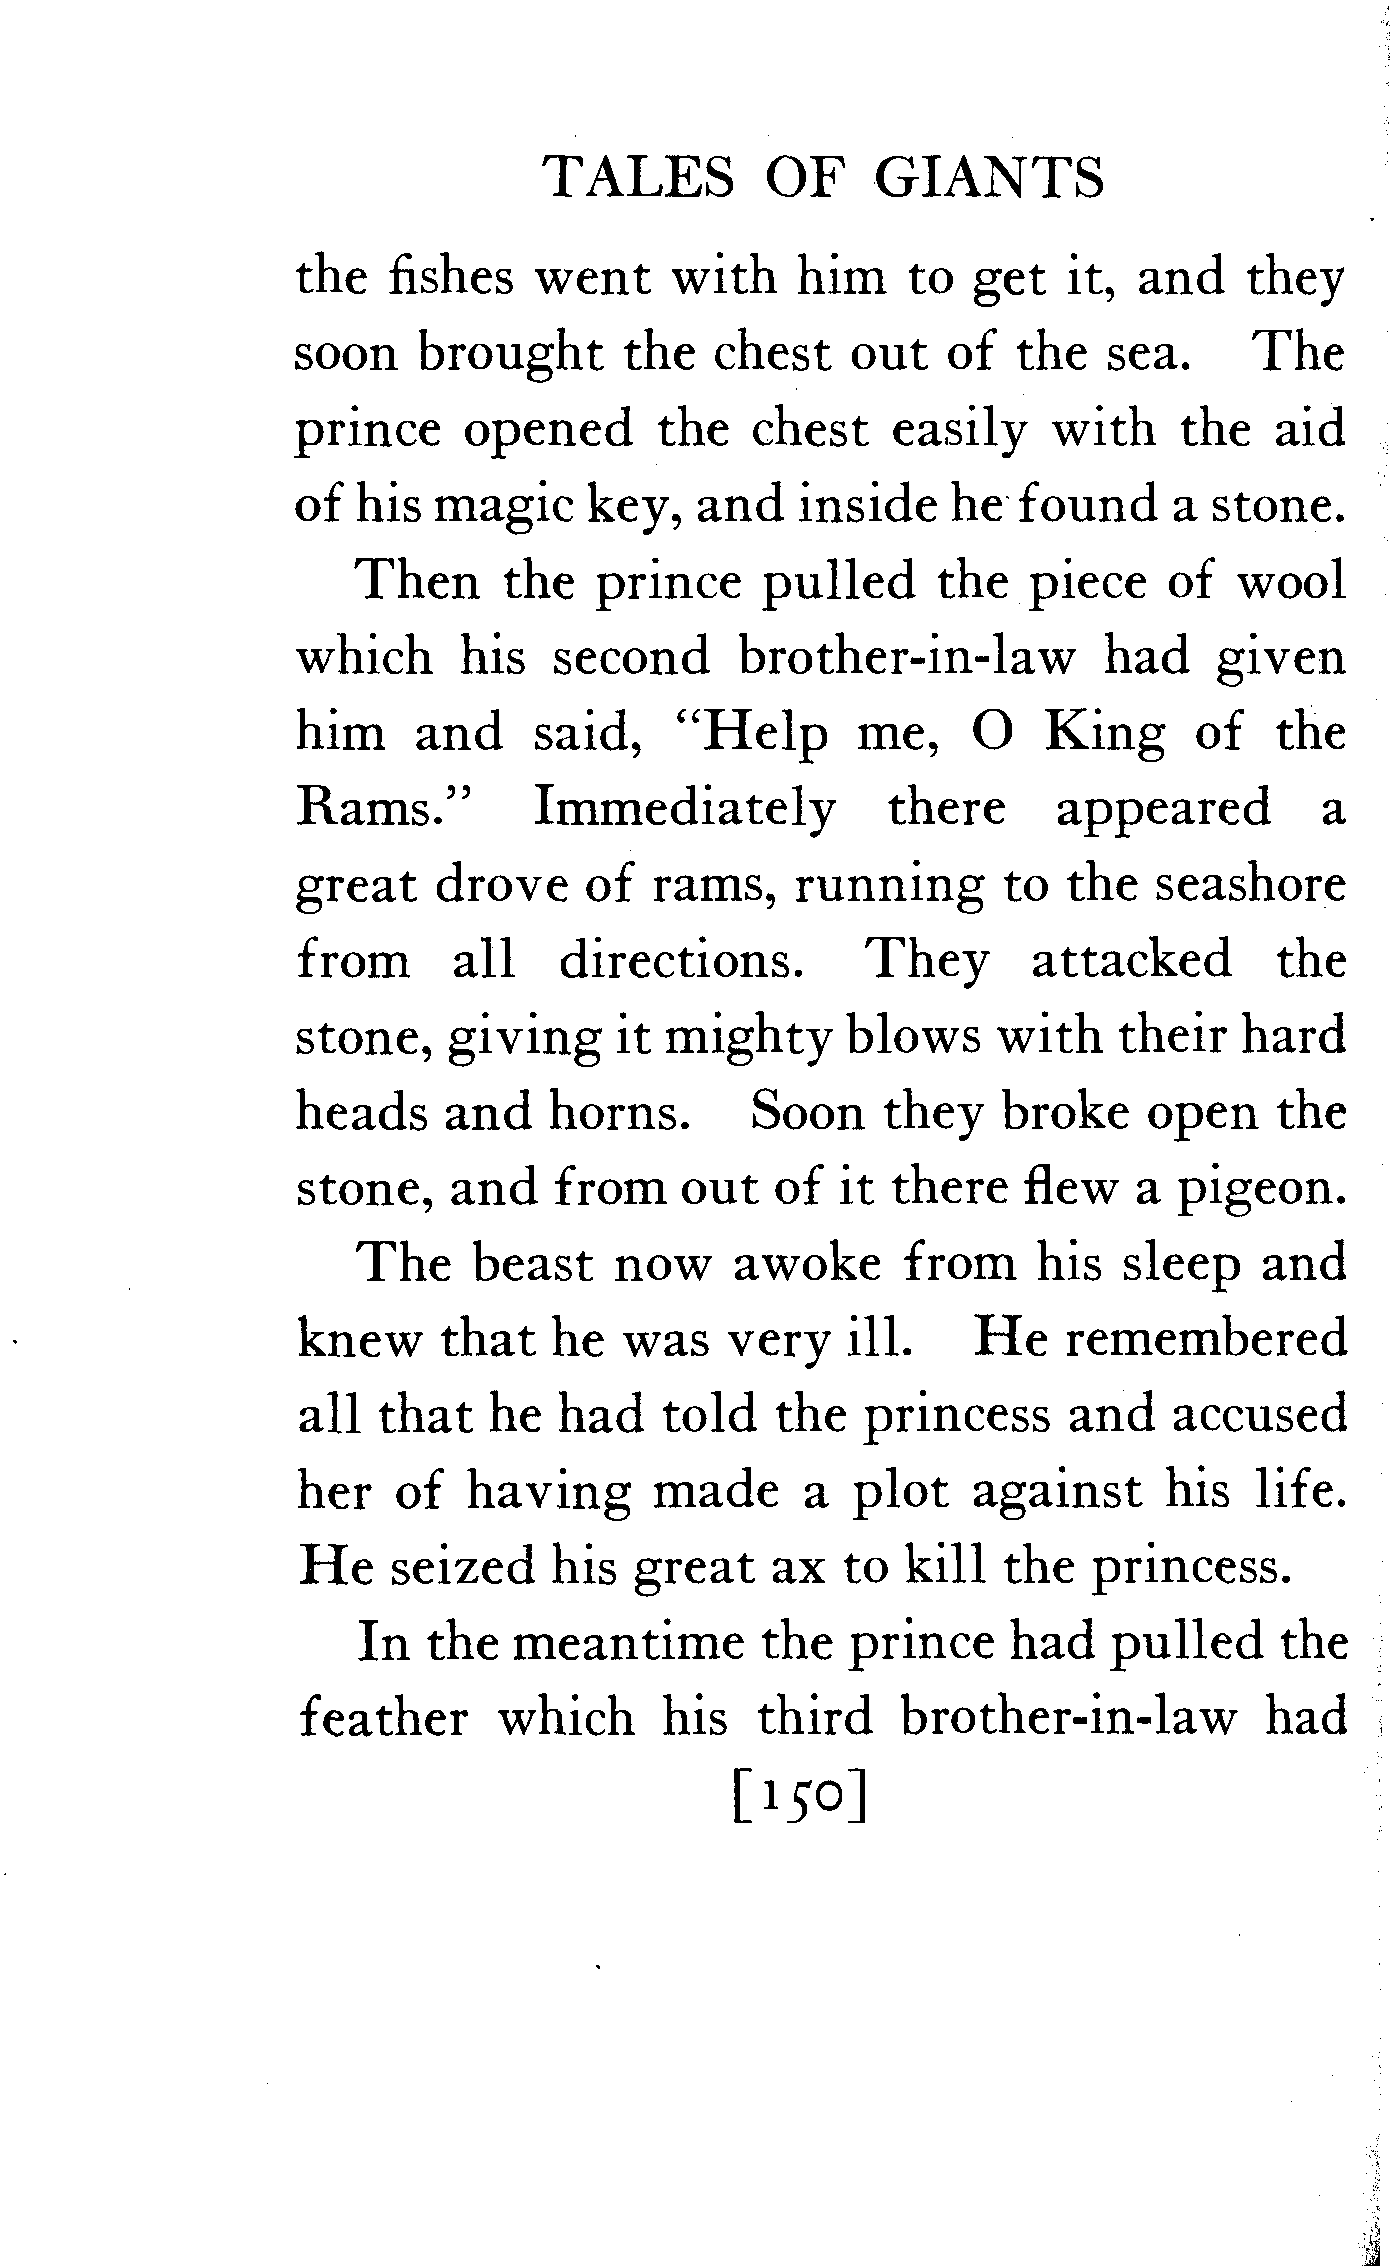 TALES OF GIANTS
the fishes went with him to get it, and they
soon brought the chest out of the sea. The
prince opened the chest easily with the aid
of his magic key, and inside he found a stone.
Then the prince pulled the piece of wool
which his second brother-in-law had given
him and said, “Help me, O King of the
Rams.” Immediately there appeared a
great drove of rams, running to the seashore
from all directions. They attacked the
stone, giving it mighty blows with their hard
heads and horns. Soon they broke open the
stone, and from out of it there flew a pigeon.
The beast now awoke from his sleep and
knew that he was very ill. He remembered
all that he had told the princess and accused
her of having made a plot against his life.
He seized his great ax to kill the princess.
In the meantime the prince had pulled the
feather which his third brother-in-law had
[150]